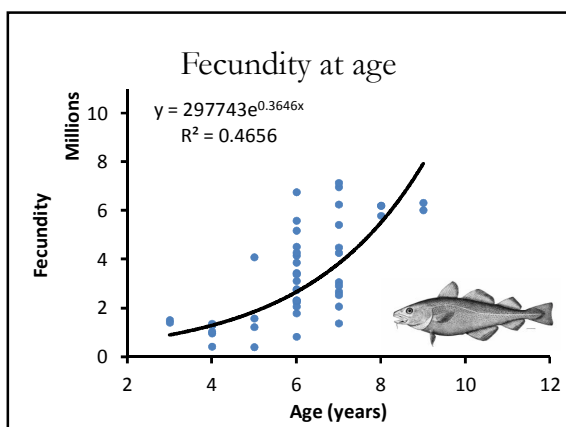 Fecundity at age
y = 297743e^0.3646x
R² = 0.4656
Millions
Fecundity
10
8
6
4
2
0
2 4 6 8 10 12
Age (years)